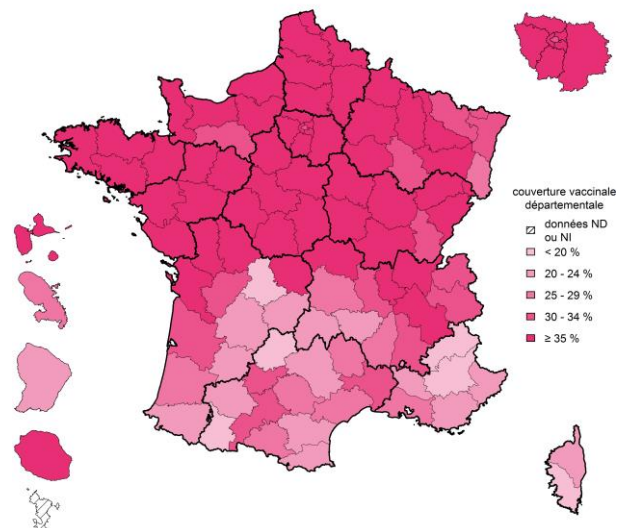 couverture vaccinale
départementale
données ND
ou NI
< 20 %
20 - 24 %
25 - 29 %
30 - 34 %
≥ 35 %